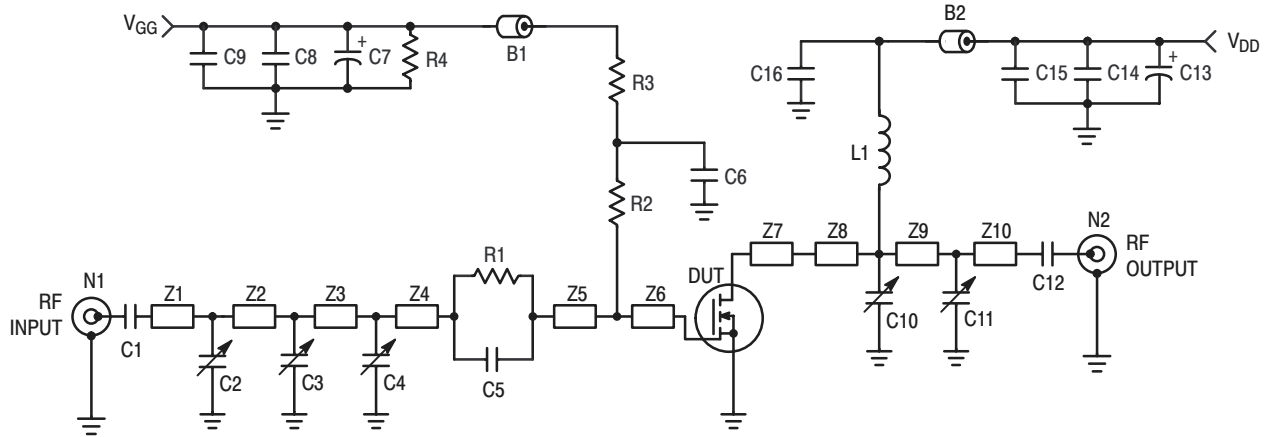 VGG
C9
C8
+
C7
R4
B1
R3
C6
R2
B2
VDD
C16
C15
C14
+
C13
L1
N1
RF
INPUT
C1
Z1
Z2
Z3
Z4
C2
C3
C4
R1
C5
Z5
Z6
DUT
Z7
Z8
Z9
Z10
C10
C11
C12
N2
RF
OUTPUT